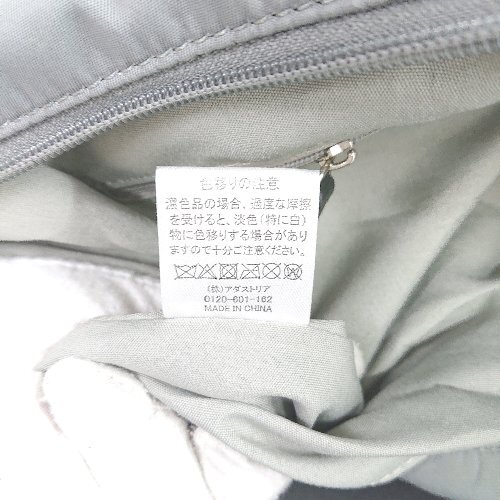 色移りの注意
濃色品の場合、過度な摩擦
を受けると、淡色(特に白)
物に色移りする場合があり
ますので十分ご注意ください。
(株)アダストリア
0120-601-162
MADE IN CHINA